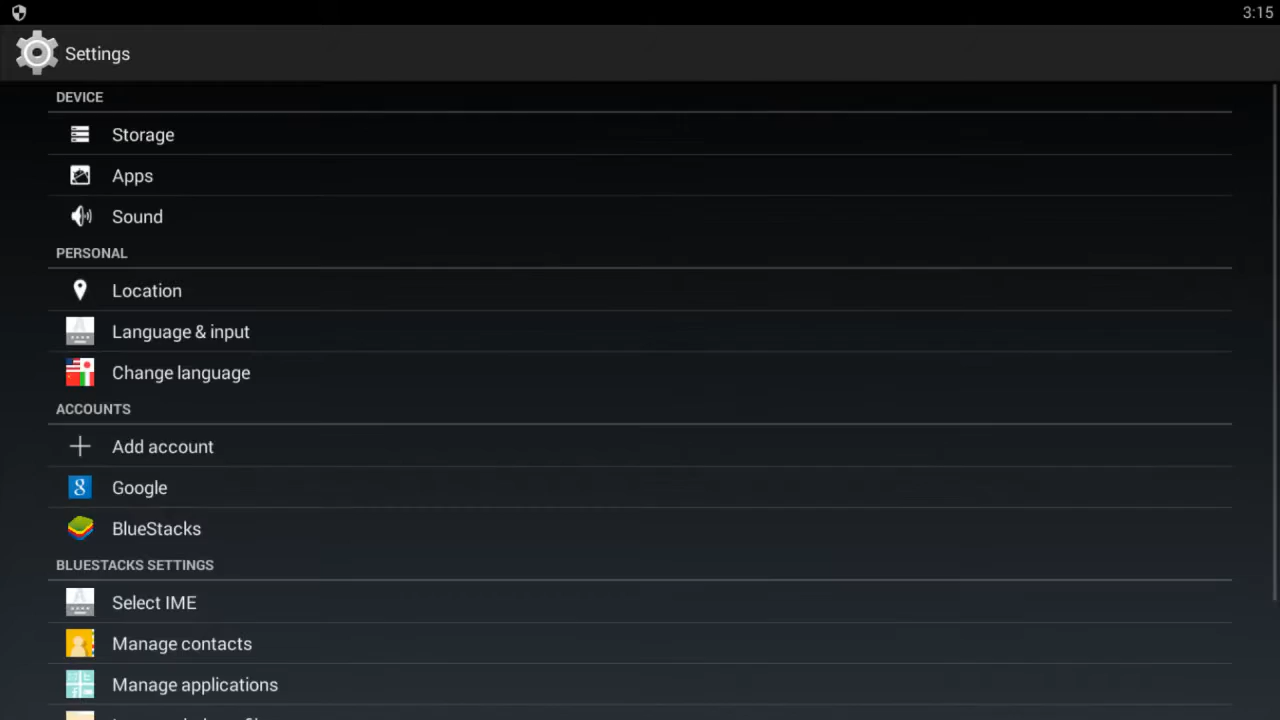 3:15
Settings
DEVICE
Storage
Apps
Sound
PERSONAL
Location
Language & input
Change language
ACCOUNTS
Add account
8 Google
BlueStacks
BLUESTACKS SETTINGS
Select IME
Manage contacts
Manage applications